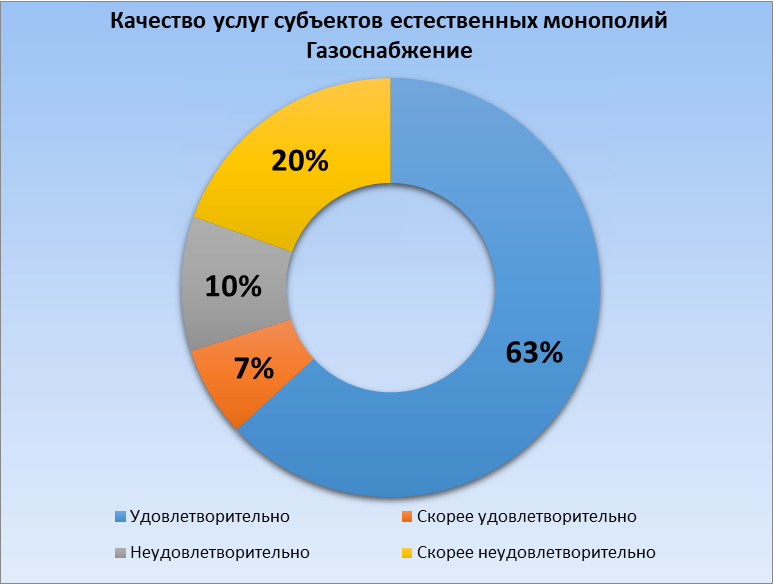 Качество услуг субъектов естественных монополий
Газоснабжение
20%
10%
63%
7%
Удовлетворительно
Скорее удовлетворительно
Неудовлетворительно
Скорее неудовлетворительно